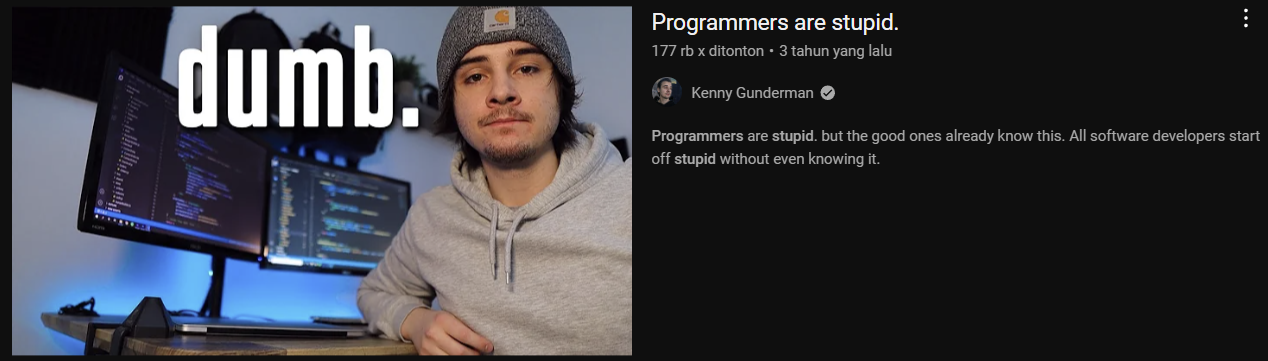 dumb.
Programmers are stupid.
177 rb x ditonton • 3 tahun yang lalu
Kenny Gunderman
Programmers are stupid. but the good ones already know this. All software developers start
off stupid without even knowing it.